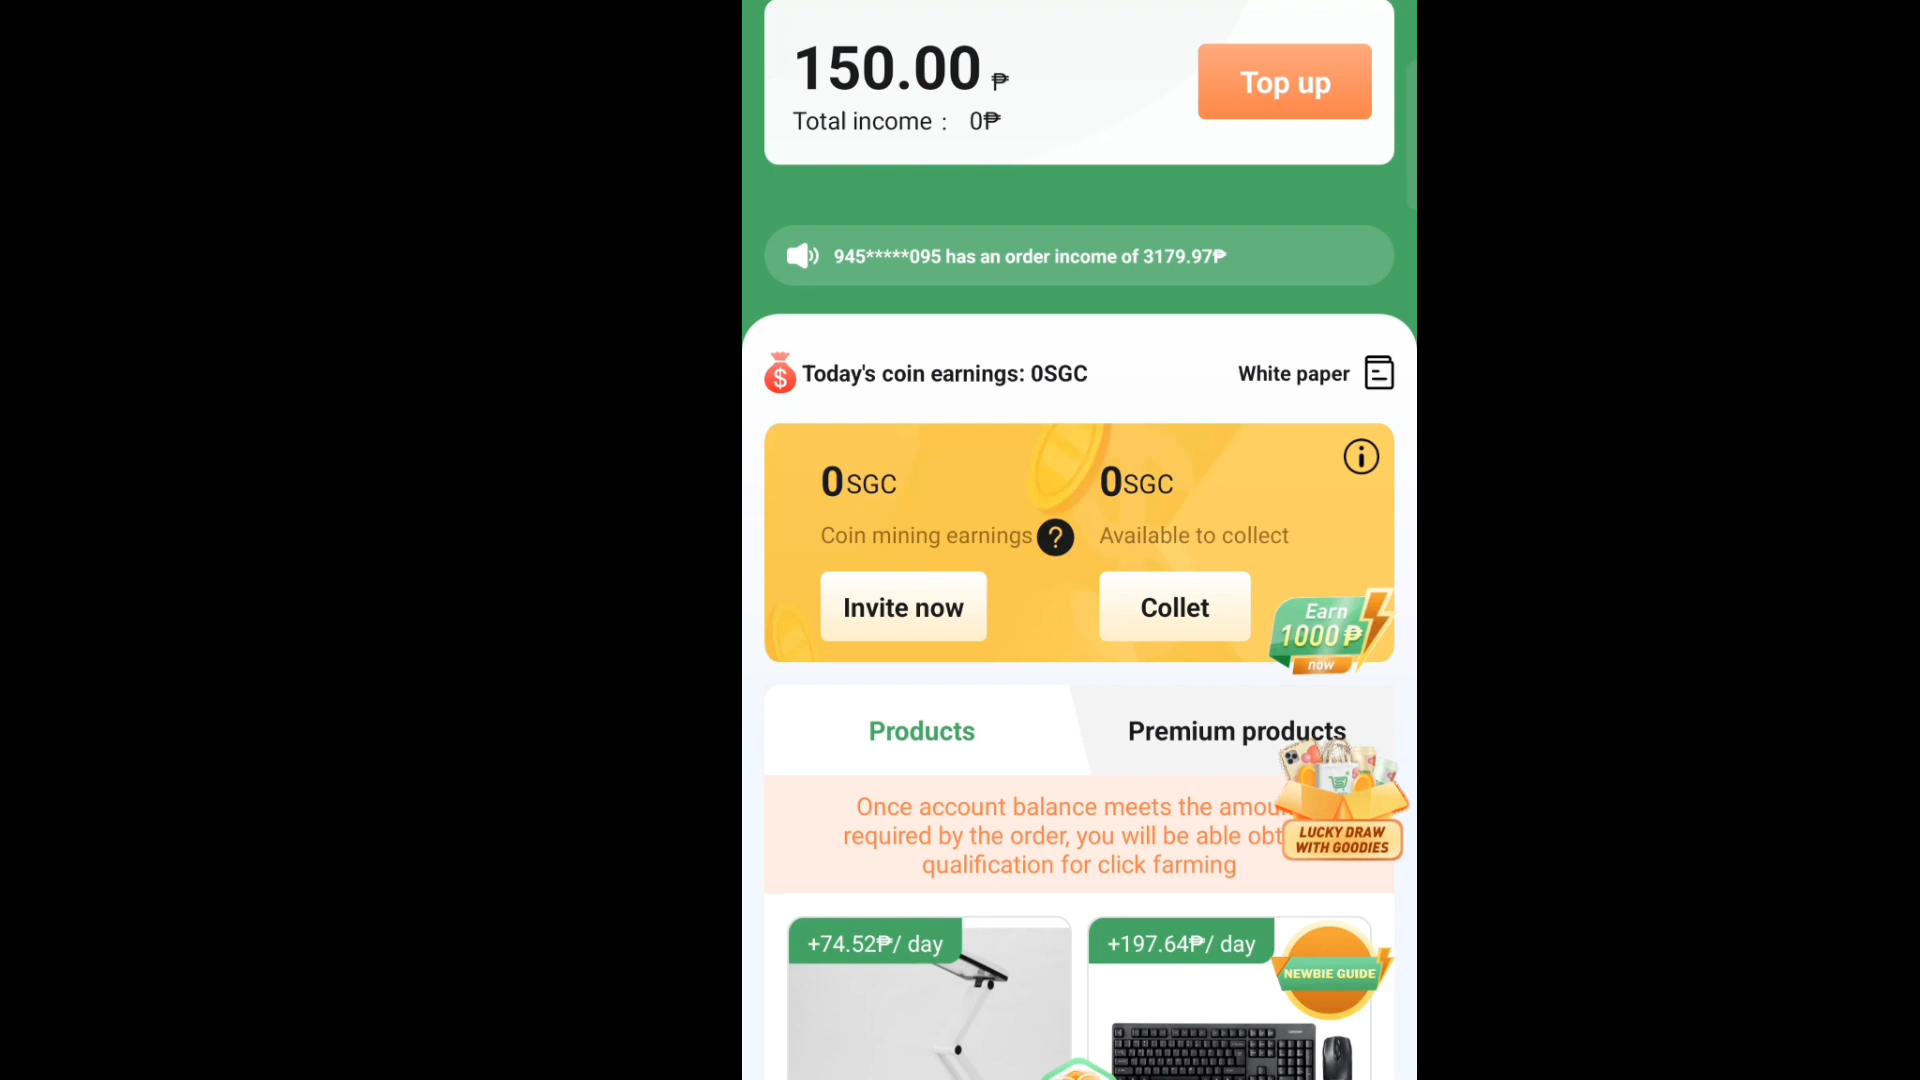 150.00 ₱
Top up
Total income : 0₱
945*****095 has an order income of 3179.97₱
Today's coin earnings: 0SGC
White paper
0SGC
0SGC
Coin mining earnings ?
Available to collect
Invite now
Collet
Earn
1000 ₱
now
Products
Premium products
Once account balance meets the
required by the order, you will be able
qualification for click farming
LUCKY DRAW
WITH GOODIES
+74.52₱/ day
+197.64₱/ day
NEWBIE GUIDE